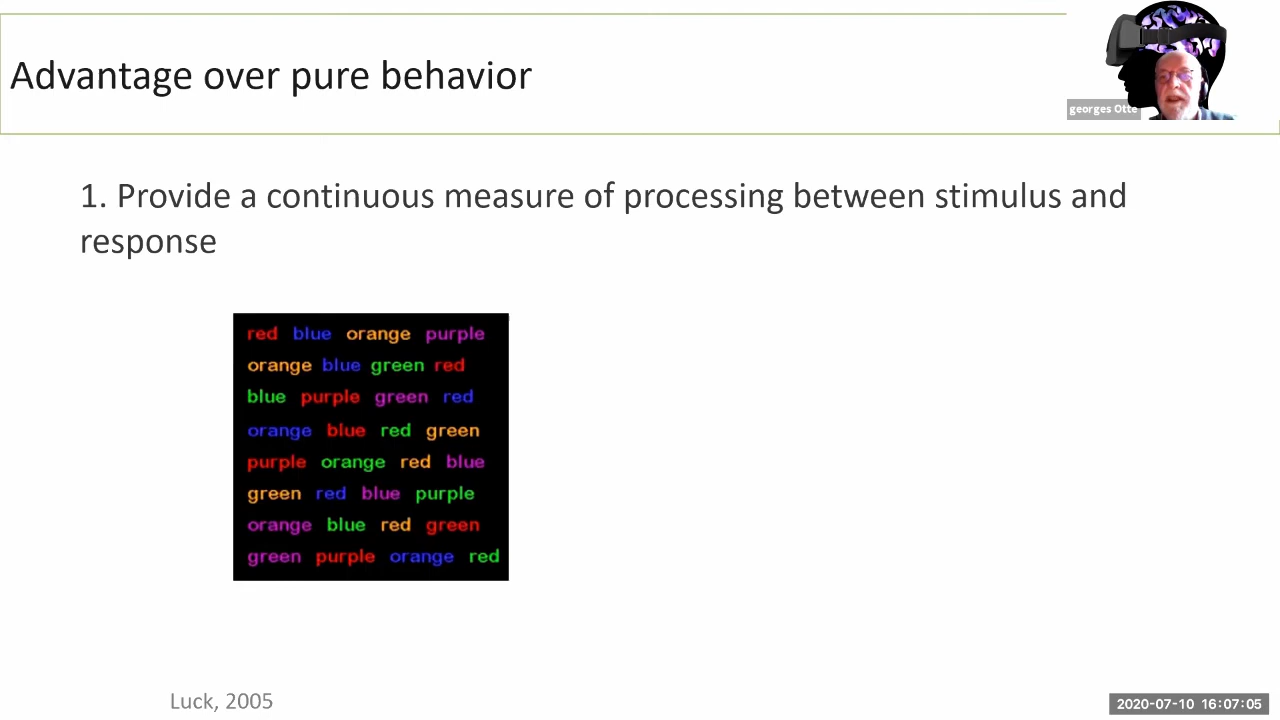 Advantage over pure behavior
georges Otte
1. Provide a continuous measure of processing between stimulus and
response
red blue orange purple
orange blue green red
blue purple green red
orange blue red green
purple orange red blue
green red blue purple
orange blue red green
green purple orange red
Luck, 2005
2020-07-10 16:07:05